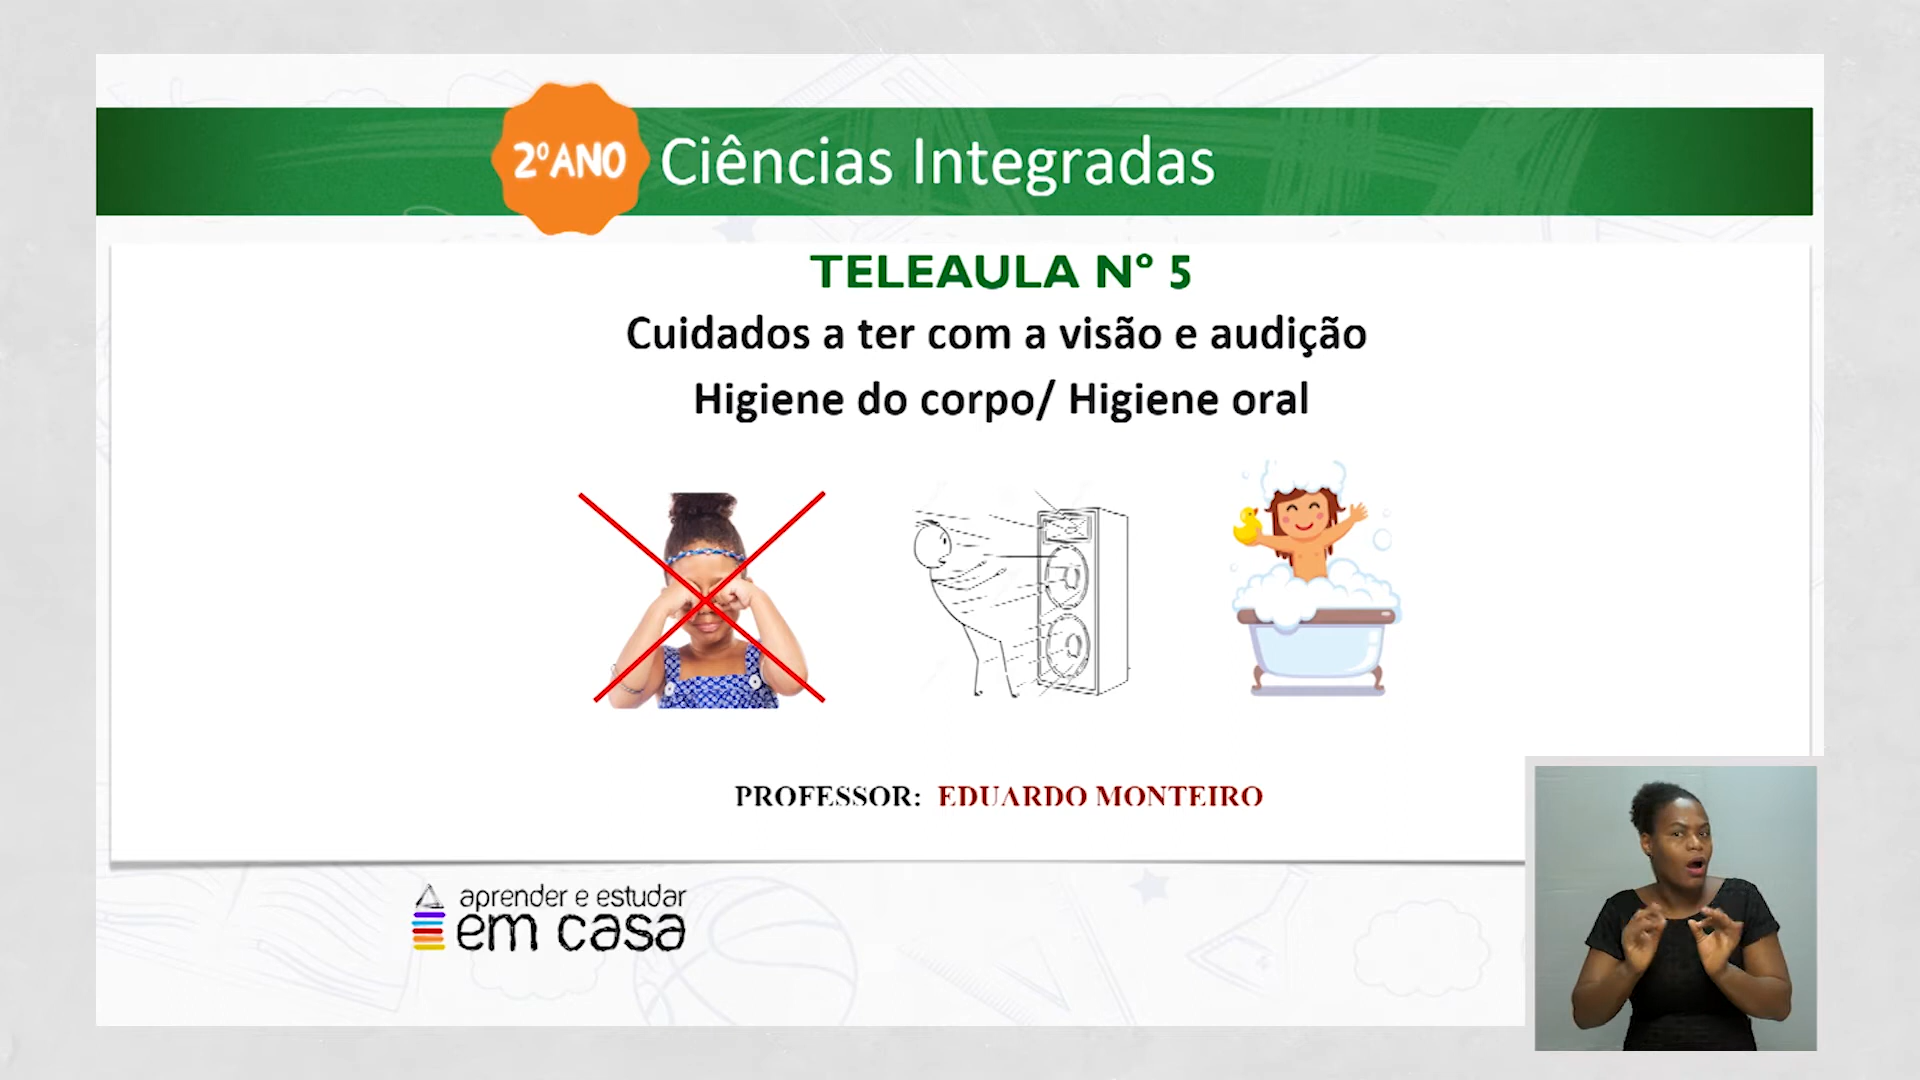 2ºANO Ciências Integradas
TELEAULA Nº 5
Cuidados a ter com a visão e audição
Higiene do corpo/ Higiene oral
PROFESSOR: EDUARDO MONTEIRO
aprender e estudar
em casa